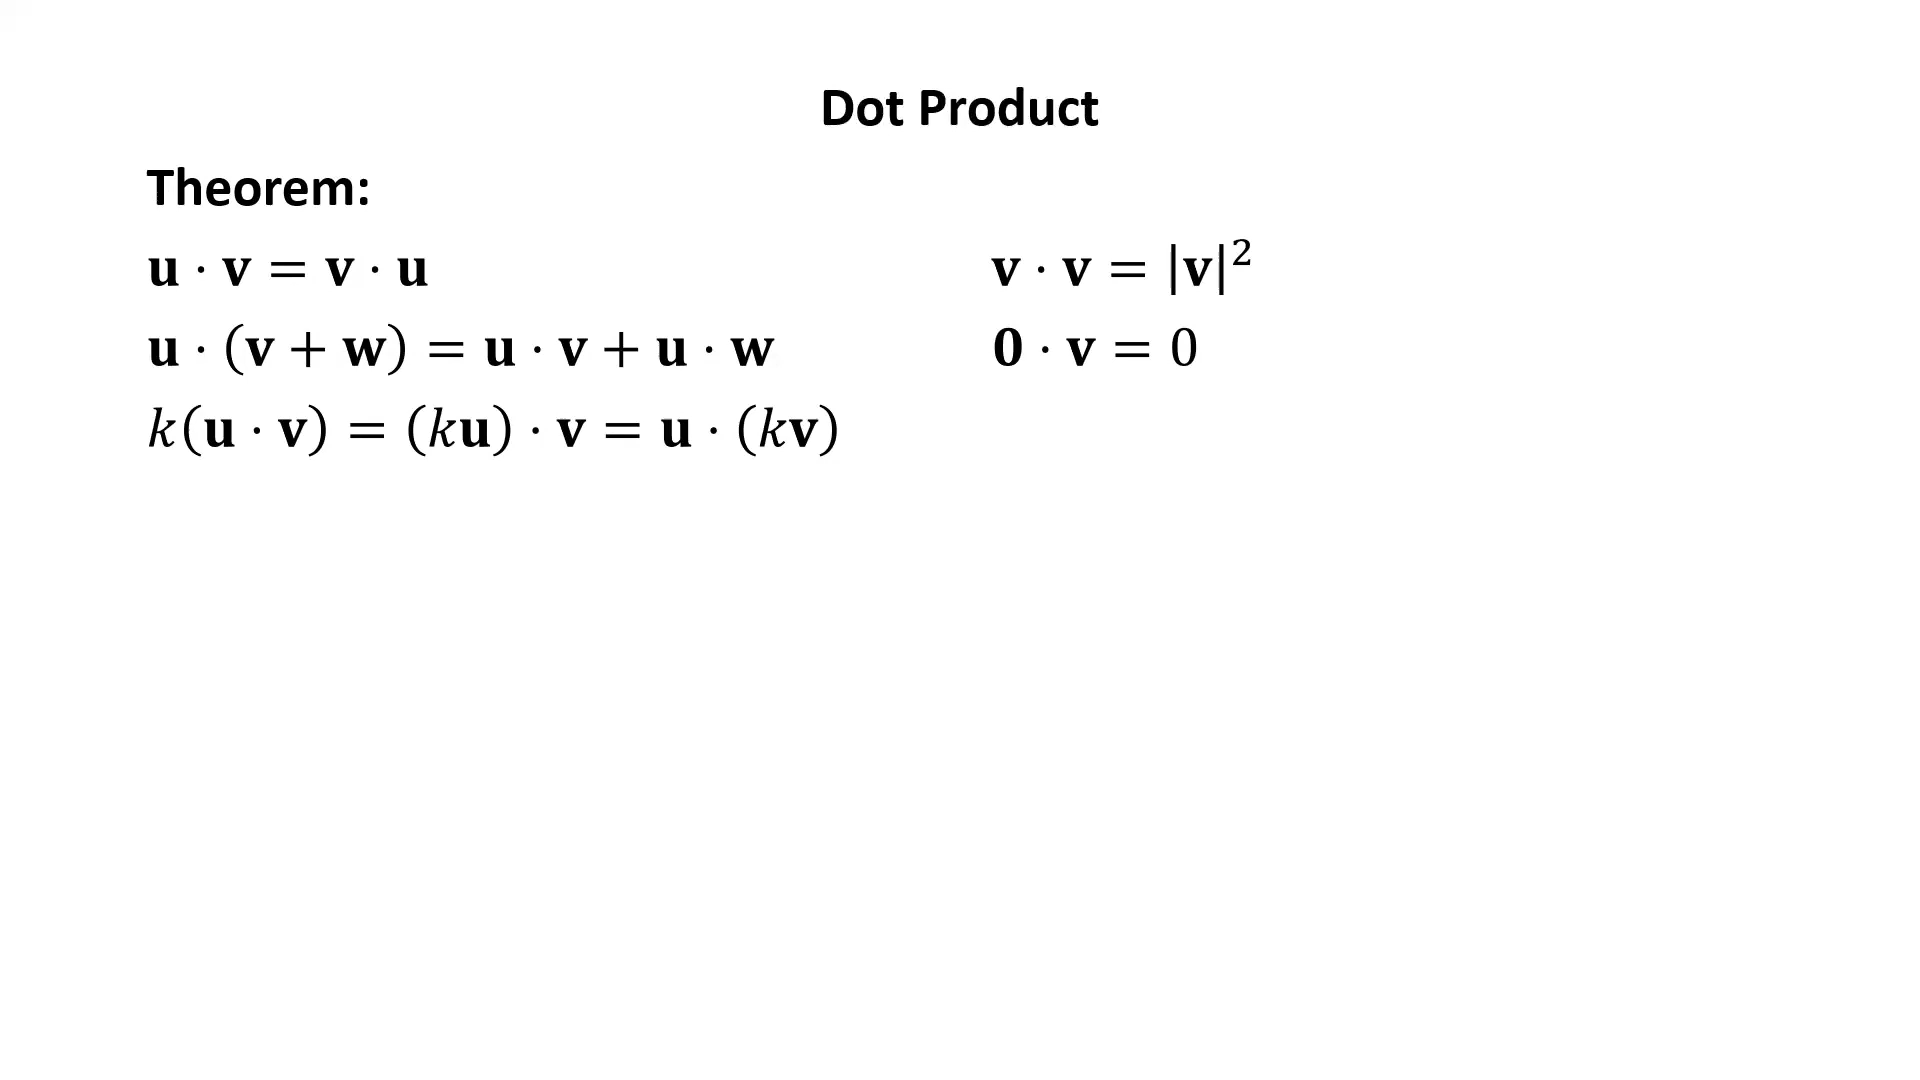 Dot Product
Theorem:
𝐮 · 𝐯 = 𝐯 · 𝐮
𝐮 · (𝐯 + 𝐰) = 𝐮 · 𝐯 + 𝐮 · 𝐰
𝑘(𝐮 · 𝐯) = (𝑘𝐮) · 𝐯 = 𝐮 · (𝑘𝐯)
𝐯 · 𝐯 = |𝐯|²
𝟎 · 𝐯 = 0